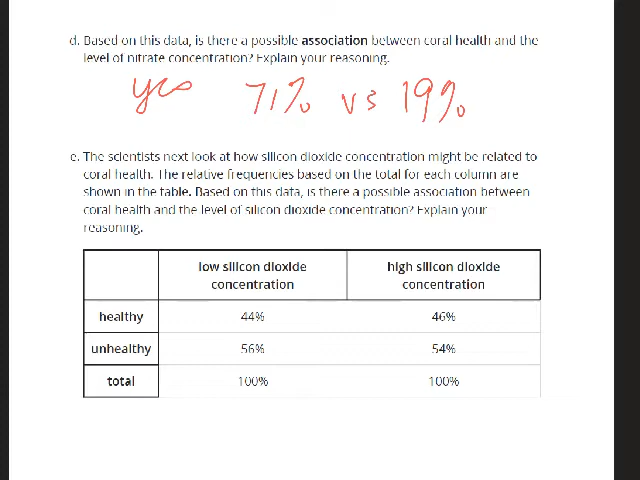 d. Based on this data, is there a possible association between coral health and the
level of nitrate concentration? Explain your reasoning.
yes 71% vs 19%
e. The scientists next look at how silicon dioxide concentration might be related to
coral health. The relative frequencies based on the total for each column are
shown in the table. Based on this data, is there a possible association between
coral health and the level of silicon dioxide concentration? Explain your
reasoning.
low silicon dioxide concentration
high silicon dioxide concentration
healthy 44% 46%
unhealthy 56% 54%
total 100% 100%